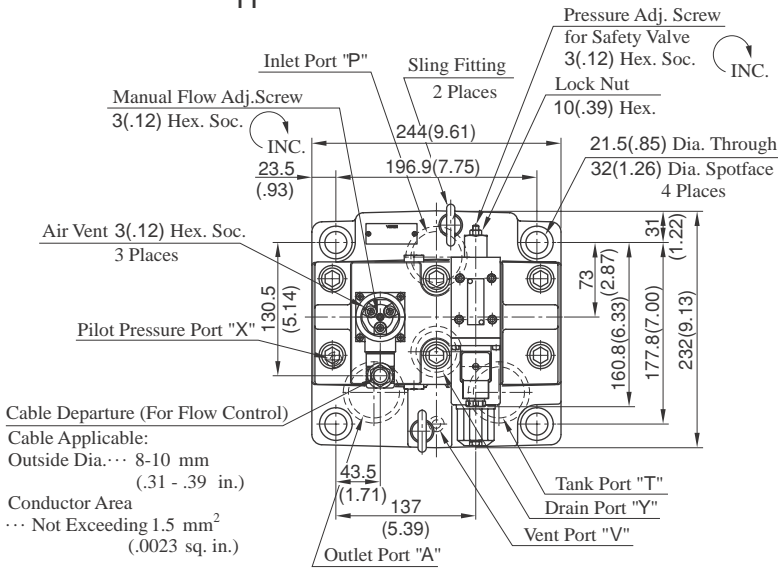 Pressure Adj. Screw
for Safety Valve
3(.12) Hex. Soc.
INC.
Inlet Port "P"
Sling Fitting
2 Places
Lock Nut
10(.39) Hex.
Manual Flow Adj.Screw
3(.12) Hex. Soc.
INC.
244(9.61)
196.9(7.75)
23.5
(.93)
21.5(.85) Dia. Through
32(1.26) Dia. Spotface
4 Places
31
(1.22)
Air Vent 3(.12) Hex. Soc.
3 Places
130.5
(5.14)
73
(2.87)
160.8(6.33)
177.8(7.00)
232(9.13)
Pilot Pressure Port "X"
Cable Departure (For Flow Control)
Cable Applicable:
Outside Dia.··· 8-10 mm
(.31 - .39 in.)
Conductor Area
··· Not Exceeding 1.5 mm²
(.0023 sq. in.)
43.5
(1.71)
137
(5.39)
Tank Port "T"
Drain Port "Y"
Vent Port "V"
Outlet Port "A"